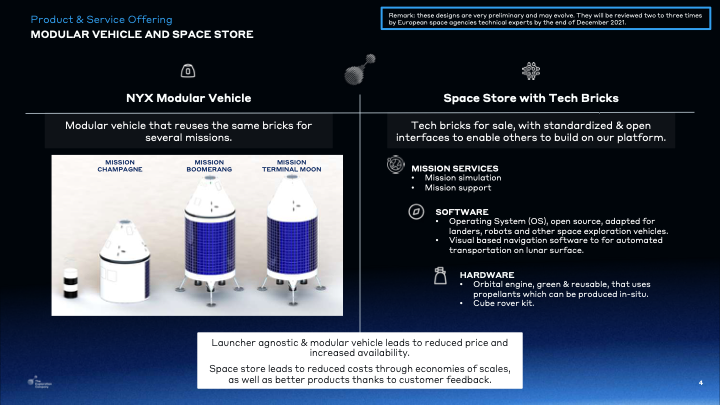 Product & Service Offering
MODULAR VEHICLE AND SPACE STORE
Remark: these designs are very preliminary and may evolve. They will be reviewed two to three times
by European space agencies technical experts by the end of December 2021.
NYX Modular Vehicle
Modular vehicle that reuses the same bricks for
several missions.
MISSION
CHAMPAGNE
MISSION
BOOMERANG
MISSION
TERMINAL MOON
Space Store with Tech Bricks
Tech bricks for sale, with standardized & open
interfaces to enable others to build on our platform.
MISSION SERVICES
• Mission simulation
• Mission support
SOFTWARE
• Operating System (OS), open source, adapted for
landers, robots and other space exploration vehicles.
• Visual based navigation software to for automated
transportation on lunar surface.
HARDWARE
• Orbital engine, green & reusable, that uses
propellants which can be produced in-situ.
• Cube rover kit.
Launcher agnostic & modular vehicle leads to reduced price and
increased availability.
Space store leads to reduced costs through economies of scales,
as well as better products thanks to customer feedback.
The
Exploration
Company
4